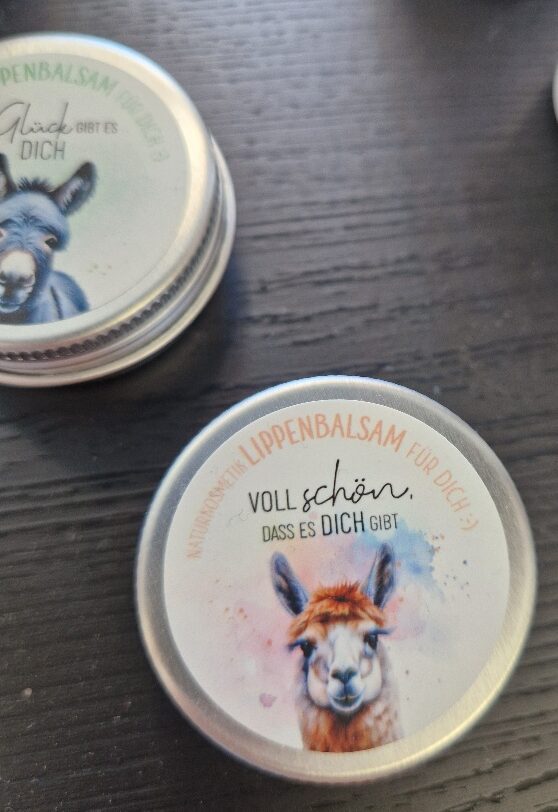 LIPPENBALSAM FÜR DICH :)
Glück GIBT ES
DICH
NATURKOSMETIK LIPPENBALSAM FÜR DICH :)
VOLL schön,
DASS ES DICH GIBT